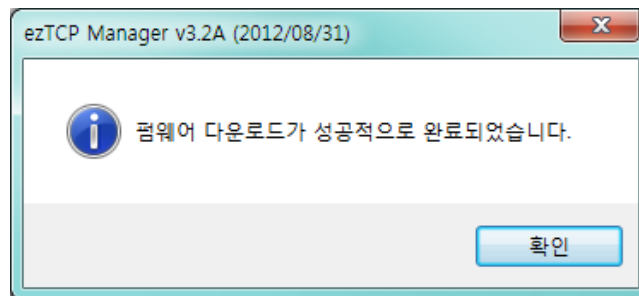 ezTCP Manager v3.2A (2012/08/31)
펌웨어 다운로드가 성공적으로 완료되었습니다.
확인